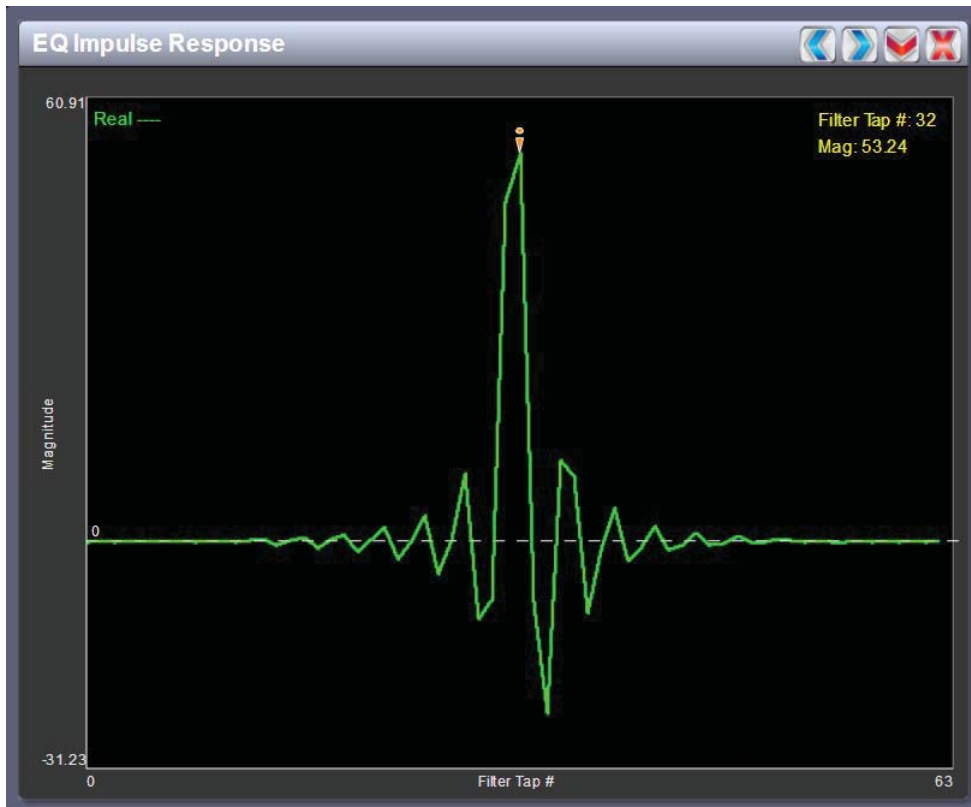 EQ Impulse Response
60.91
Real ----
Filter Tap #: 32
Mag: 53.24
Magnitude
0
-31.23
0
Filter Tap #
63